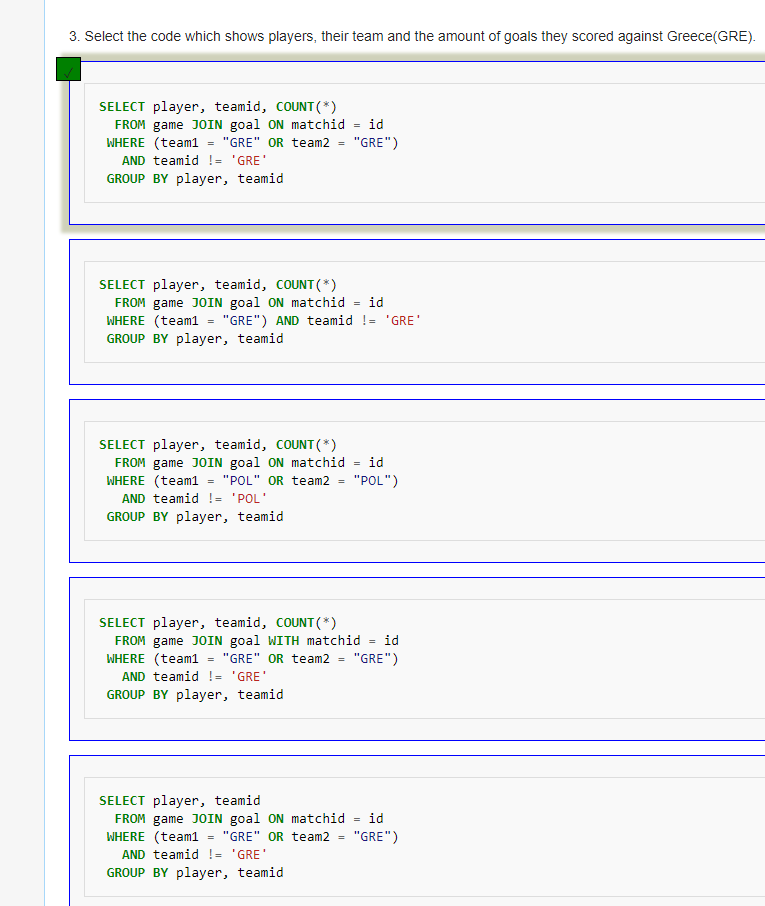 3. Select the code which shows players, their team and the amount of goals they scored against Greece(GRE).
SELECT player, teamid, COUNT(*)
FROM game JOIN goal ON matchid = id
WHERE (team1 = "GRE" OR team2 = "GRE")
AND teamid != 'GRE'
GROUP BY player, teamid
SELECT player, teamid, COUNT(*)
FROM game JOIN goal ON matchid = id
WHERE (team1 = "GRE") AND teamid != 'GRE'
GROUP BY player, teamid
SELECT player, teamid, COUNT(*)
FROM game JOIN goal ON matchid = id
WHERE (team1 = "POL" OR team2 = "POL")
AND teamid != 'POL'
GROUP BY player, teamid
SELECT player, teamid, COUNT(*)
FROM game JOIN goal WITH matchid = id
WHERE (team1 = "GRE" OR team2 = "GRE")
AND teamid != 'GRE'
GROUP BY player, teamid
SELECT player, teamid
FROM game JOIN goal ON matchid = id
WHERE (team1 = "GRE" OR team2 = "GRE")
AND teamid != 'GRE'
GROUP BY player, teamid